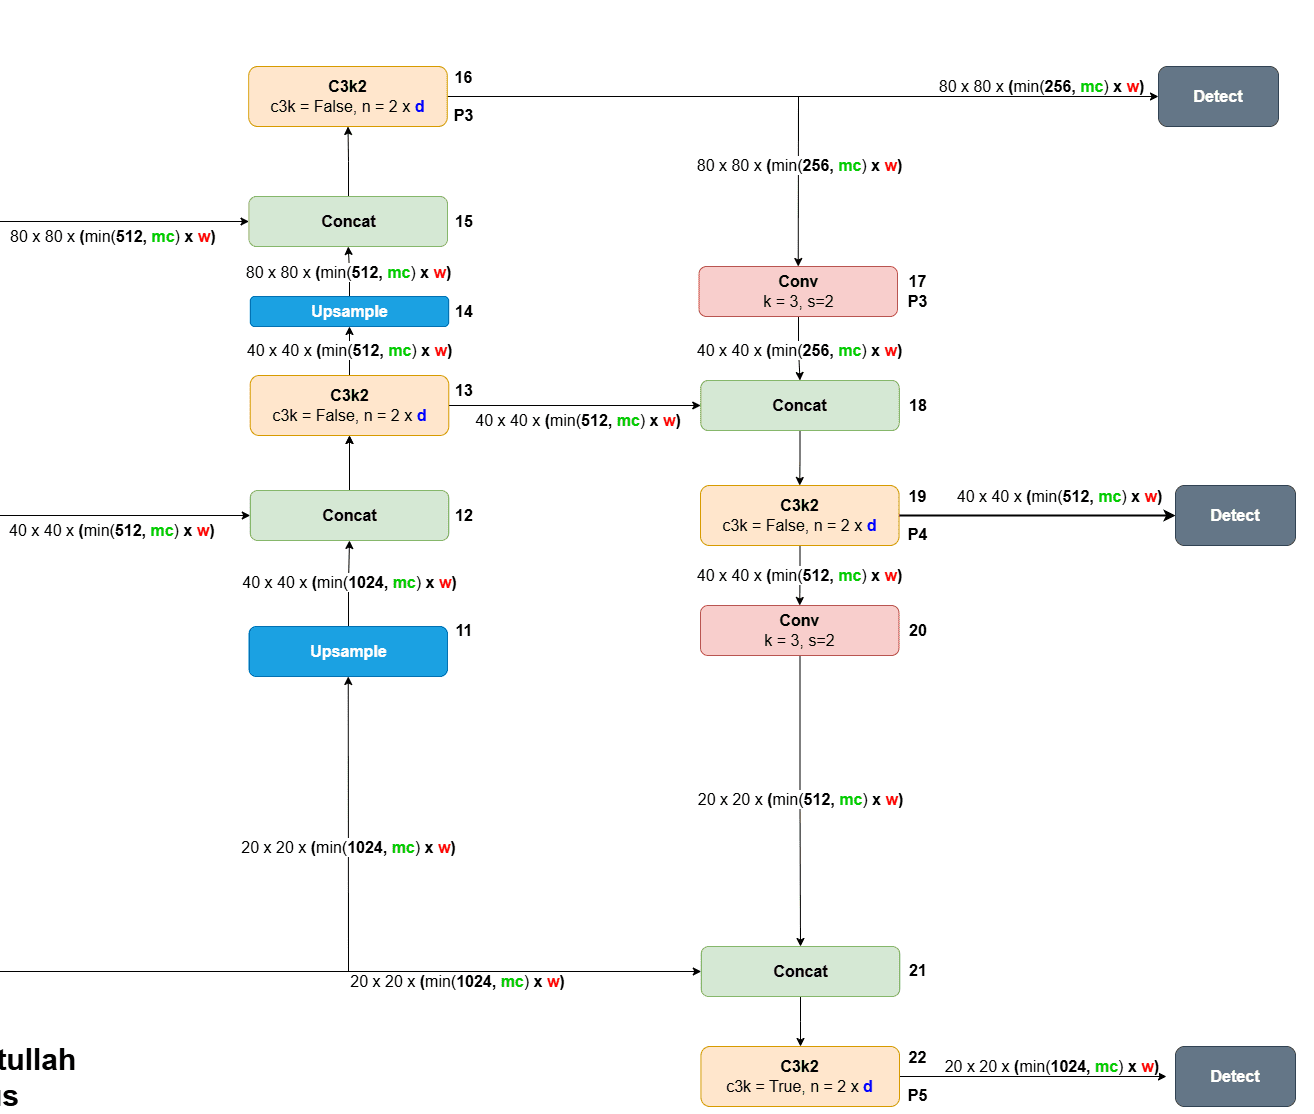 C3k2
c3k = False, n = 2 x d
16
P3
80 x 80 x (min(256, mc) x w)
Detect
80 x 80 x (min(256, mc) x w)
Concat
15
80 x 80 x (min(512, mc) x w)
80 x 80 x (min(512, mc) x w)
Upsample
14
Conv
k = 3, s=2
17
P3
40 x 40 x (min(512, mc) x w)
40 x 40 x (min(256, mc) x w)
C3k2
c3k = False, n = 2 x d
13
40 x 40 x (min(512, mc) x w)
Concat
18
Concat
12
40 x 40 x (min(512, mc) x w)
C3k2
c3k = False, n = 2 x d
19
P4
40 x 40 x (min(512, mc) x w)
Detect
40 x 40 x (min(1024, mc) x w)
40 x 40 x (min(512, mc) x w)
Upsample
11
Conv
k = 3, s=2
20
20 x 20 x (min(512, mc) x w)
20 x 20 x (min(1024, mc) x w)
20 x 20 x (min(1024, mc) x w)
Concat
21
C3k2
c3k = True, n = 2 x d
22
P5
20 x 20 x (min(1024, mc) x w)
Detect
tullah